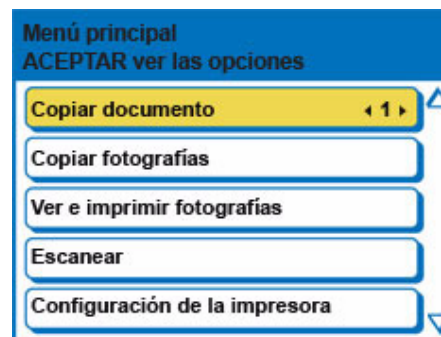 Menú principal
ACEPTAR ver las opciones
Copiar documento 1
Copiar fotografías
Ver e imprimir fotografías
Escanear
Configuración de la impresora